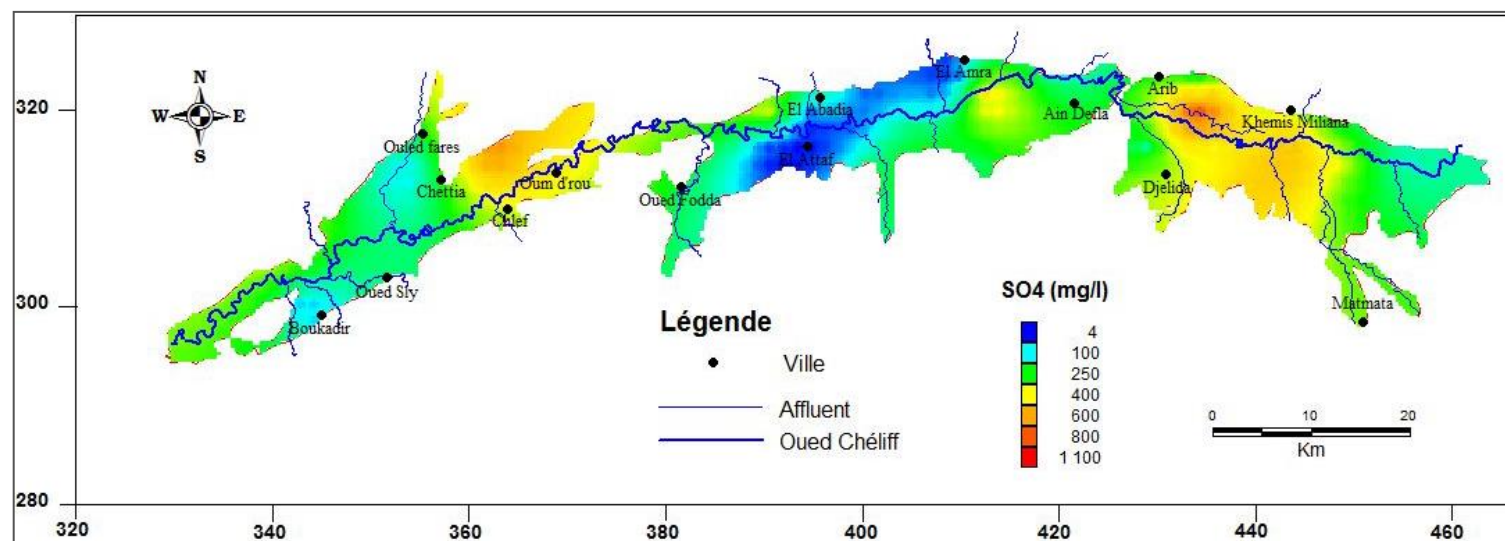 N
W E
S
320
300
280
320 340 360 380 400 420 440 460
Ouled fares
Chettia
Oum d'rou
Chlef
Oued Sly
Boukadir
Oued Fodda
El Abadia
El Attaf
El Amra
Ain Defla
Arib
Khemis Miliana
Djelida
Matmata
Légende
Ville
Affluent
Oued Chéliff
SO4 (mg/l)
4
100
250
400
600
800
1 100
0 10 20
Km